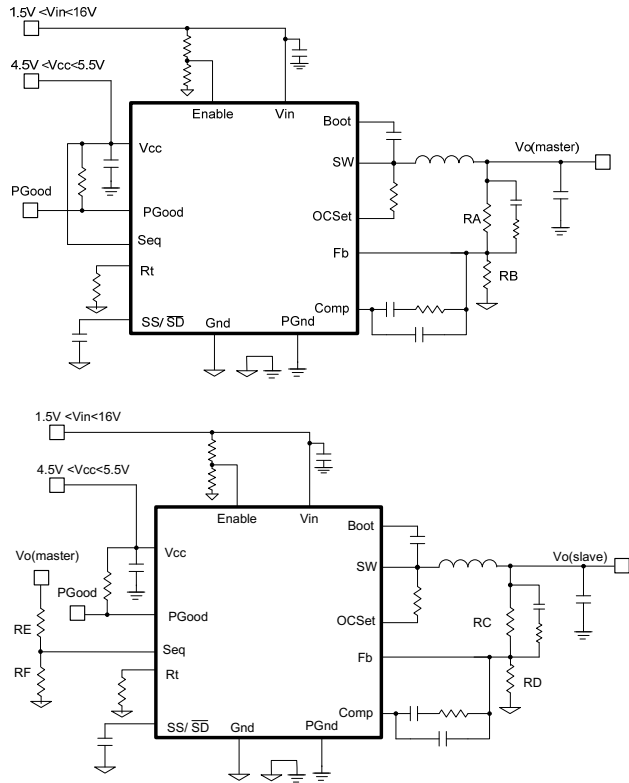 1.5V <Vin<16V
4.5V <Vcc<5.5V
Enable
Vin
Boot
Vcc
Vo(master)
SW
PGood
PGood
OCSet
RA
Seq
Fb
Rt
RB
Comp
SS/ SD
Gnd
PGnd
1.5V <Vin<16V
4.5V <Vcc<5.5V
Enable
Vin
Boot
Vo(master)
Vcc
Vo(slave)
SW
PGood
PGood
OCSet
RC
RE
Seq
Fb
RF
Rt
RD
Comp
SS/ SD
Gnd
PGnd